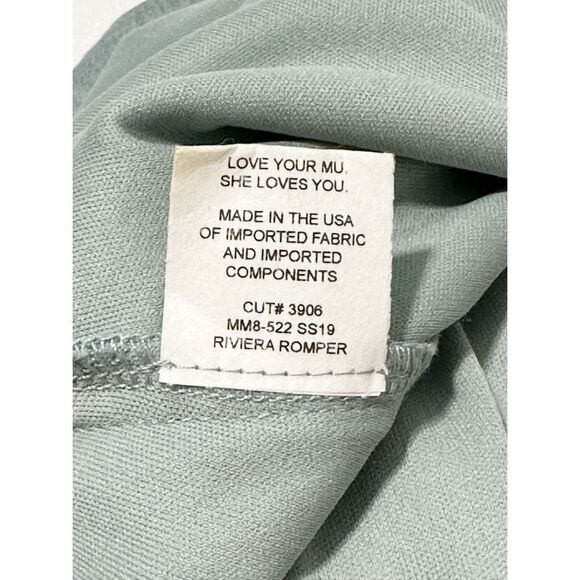 LOVE YOUR MU.
SHE LOVES YOU.
MADE IN THE USA
OF IMPORTED FABRIC
AND IMPORTED
COMPONENTS
CUT# 3906
MM8-522 SS19
RIVIERA ROMPER